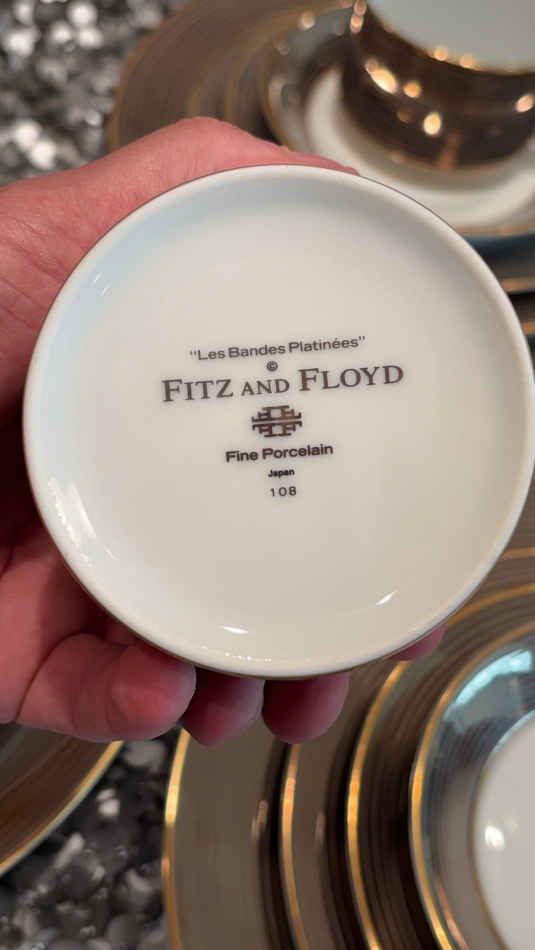 "Les Bandes Platinées"
©
FITZ AND FLOYD
Fine Porcelain
Japan
108